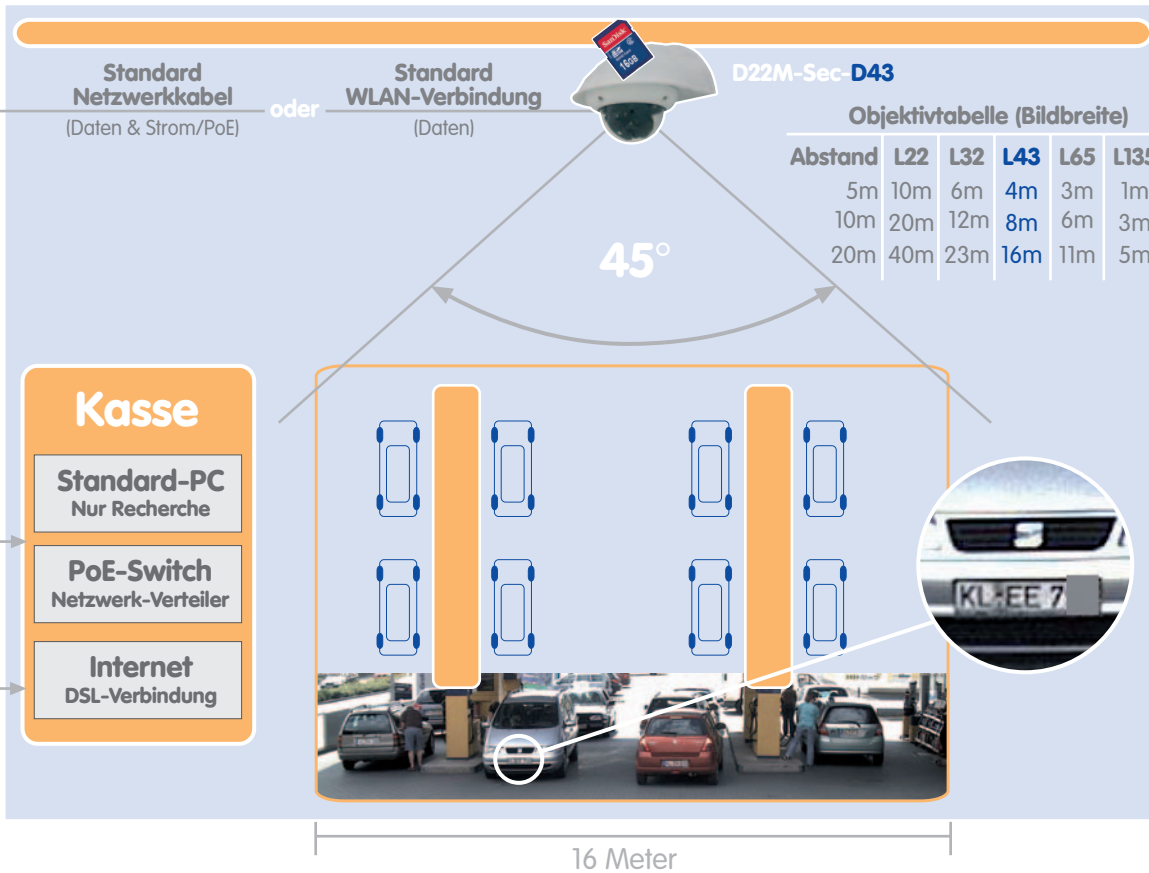 SanDisk
16GB
D22M-Sec-D43
Standard
Netzwerkkabel
(Daten & Strom/PoE)
oder
Standard
WLAN-Verbindung
(Daten)
Objektivtabelle (Bildbreite)
Abstand L22 L32 L43 L65 L135
5m 10m 6m 4m 3m 1m
10m 20m 12m 8m 6m 3m
20m 40m 23m 16m 11m 5m
45°
Kasse
Standard-PC
Nur Recherche
PoE-Switch
Netzwerk-Verteiler
Internet
DSL-Verbindung
KL-EE 7
16 Meter